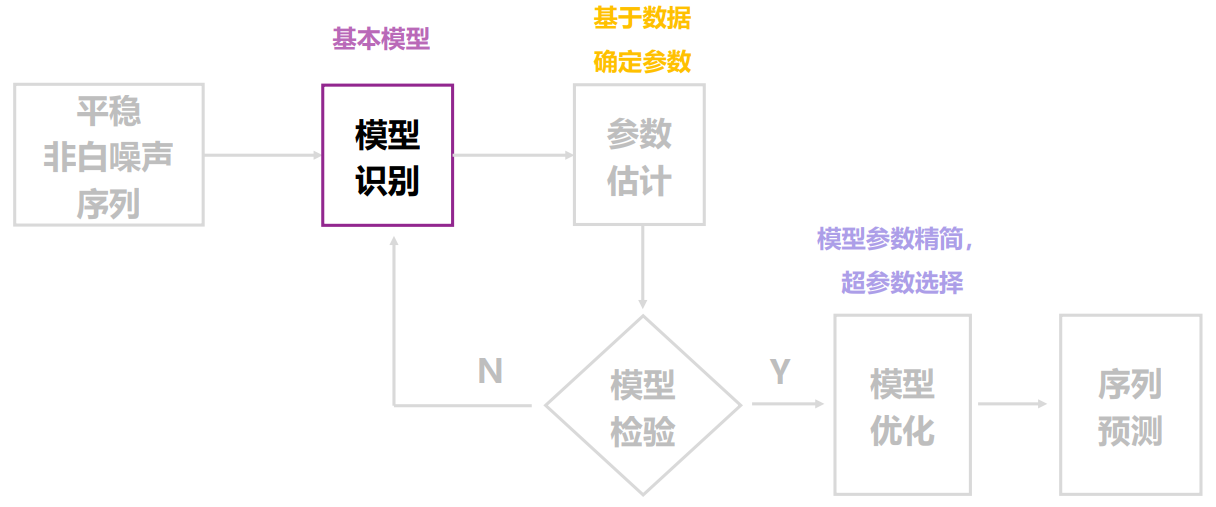 基本模型
基于数据
确定参数
平稳
非白噪声
序列
模型
识别
参数
估计
模型参数精简，
超参数选择
N
模型
检验
Y
模型
优化
序列
预测